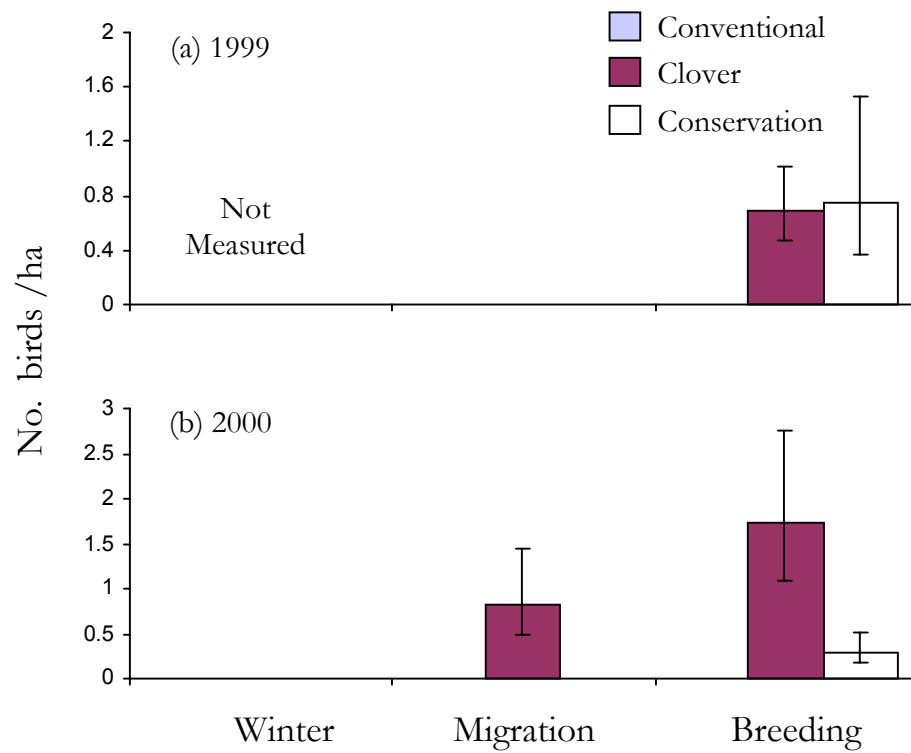 No. birds /ha
(a) 1999
Conventional
Clover
Conservation
2
1.6
1.2
0.8
0.4
0
Not
Measured
(b) 2000
3
2.5
2
1.5
1
0.5
0
Winter
Migration
Breeding